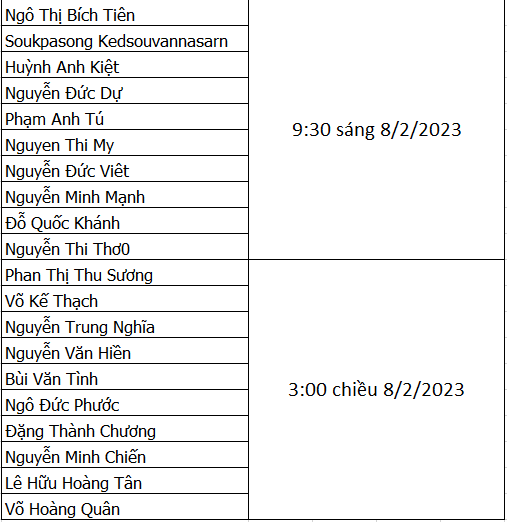 Ngô Thị Bích Tiên
Soukpasong Kedsouvannasarn
Huỳnh Anh Kiệt
Nguyễn Đức Dự
Phạm Anh Tú
9:30 sáng 8/2/2023
Nguyen Thi My
Nguyễn Đức Viêt
Nguyễn Minh Mạnh
Đỗ Quốc Khánh
Nguyễn Thi Thơ0
Phan Thị Thu Sương
Võ Kế Thạch
Nguyễn Trung Nghĩa
Nguyễn Văn Hiền
Bùi Văn Tình
3:00 chiều 8/2/2023
Ngô Đức Phước
Đặng Thành Chương
Nguyễn Minh Chiến
Lê Hữu Hoàng Tân
Võ Hoàng Quân